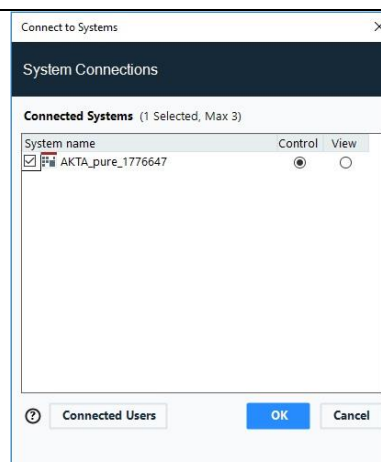 Connect to Systems
System Connections
Connected Systems (1 Selected, Max 3)
System name Control View
AKTA_pure_1776647
Connected Users OK Cancel